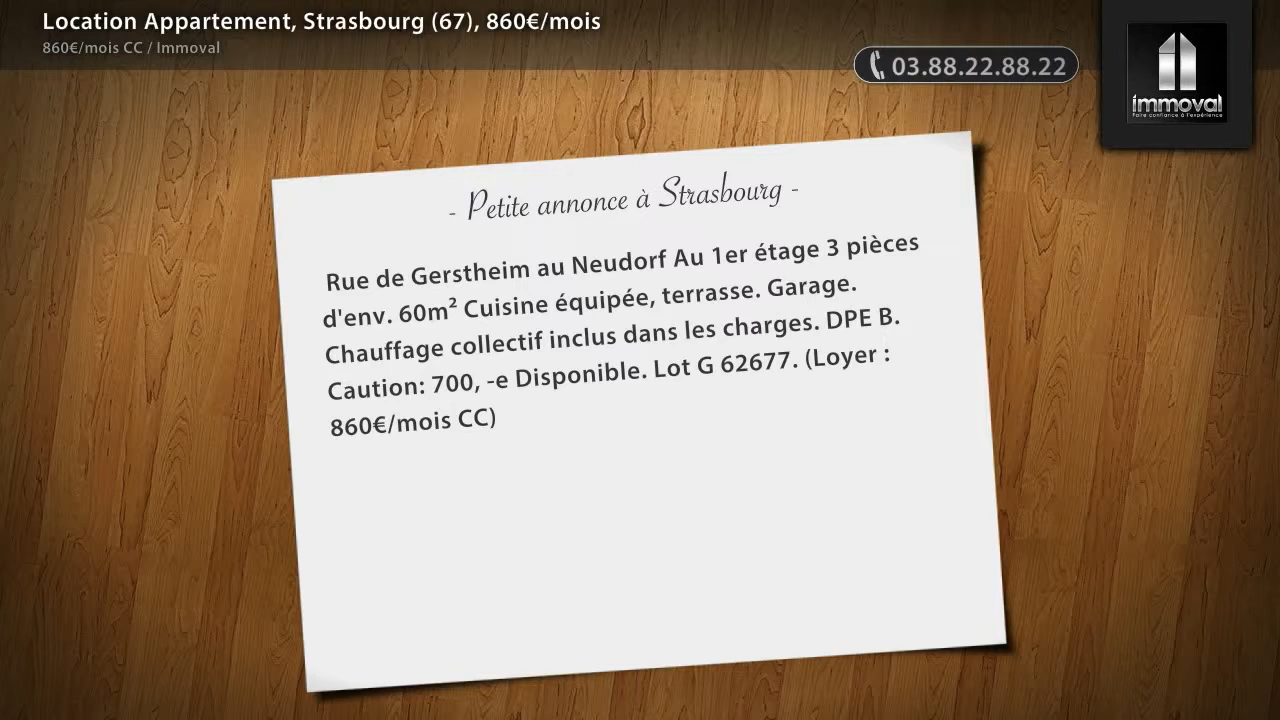 Location Appartement, Strasbourg (67), 860€/mois
860€/mois CC / Immoval
03.88.22.88.22
immoval
faire confiance à l'expérience
- Petite annonce à Strasbourg -
Rue de Gerstheim au Neudorf Au 1er étage 3 pièces
d'env. 60m² Cuisine équipée, terrasse. Garage.
Chauffage collectif inclus dans les charges. DPE B.
Caution: 700, -e Disponible. Lot G 62677. (Loyer :
860€/mois CC)